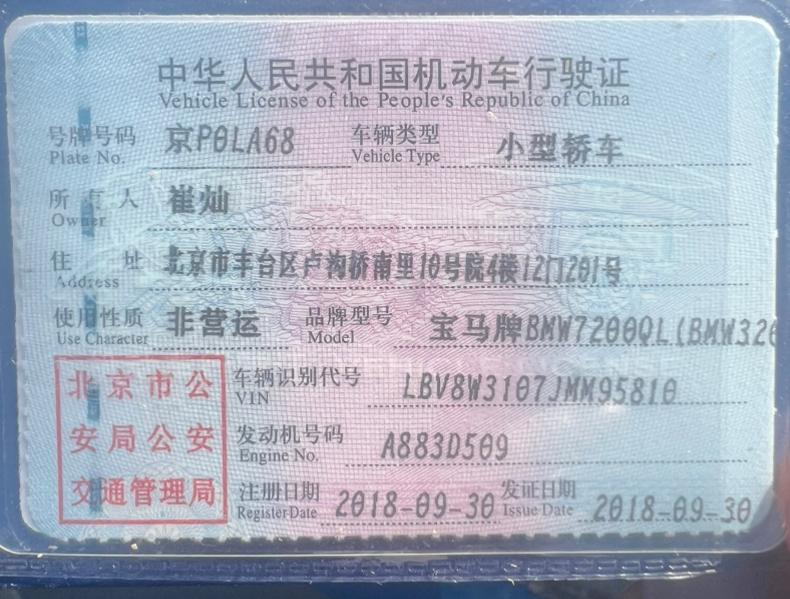 中华人民共和国机动车行驶证
Vehicle License of the People's Republic of China
号牌号码 京P0LA68 车辆类型 小型轿车
Plate No. Vehicle Type
所有人 崔灿
Owner
住址 北京市丰台区卢沟桥南里10号院4楼12门201号
Address
使用性质 非营运 品牌型号 宝马牌BMW7200QL(BMW320
Use Character Model
北京市公
安局公安
交通管理局
车辆识别代号 LBV8W3107JMM95810
VIN
发动机号码 A883D509
Engine No.
注册日期 2018-09-30 发证日期 2018-09-30
Register Date Issue Date